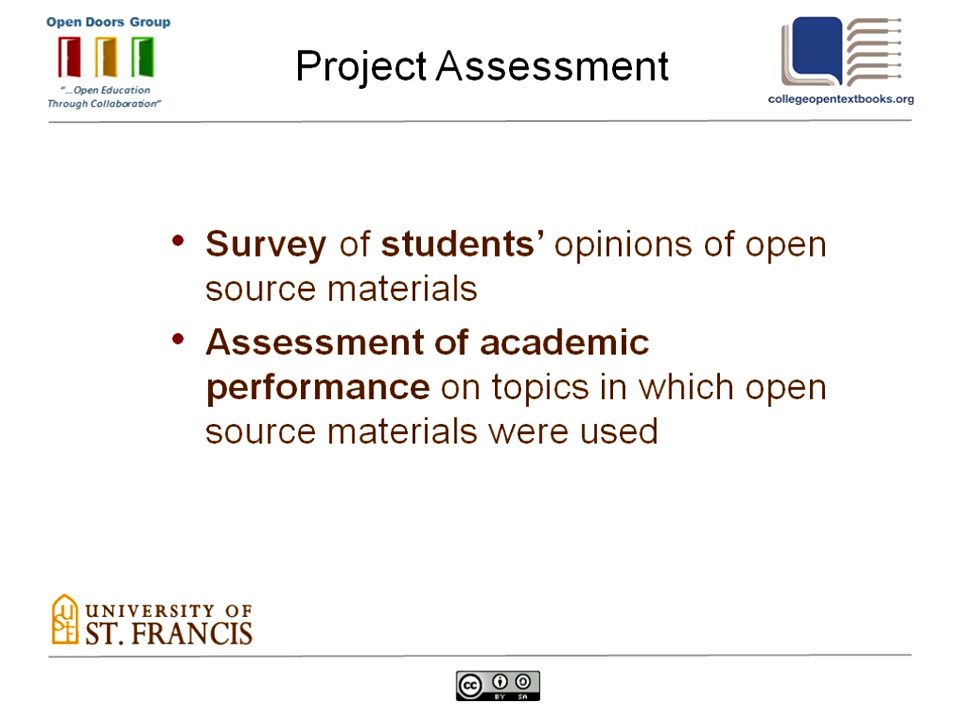 Open Doors Group
Project Assessment
"...Open Education
Through Collaboration"
collegeopentextbooks.org
• Survey of students’ opinions of open
source materials
• Assessment of academic
performance on topics in which open
source materials were used
USF
UNIVERSITY OF
ST. FRANCIS
cc
BY SA